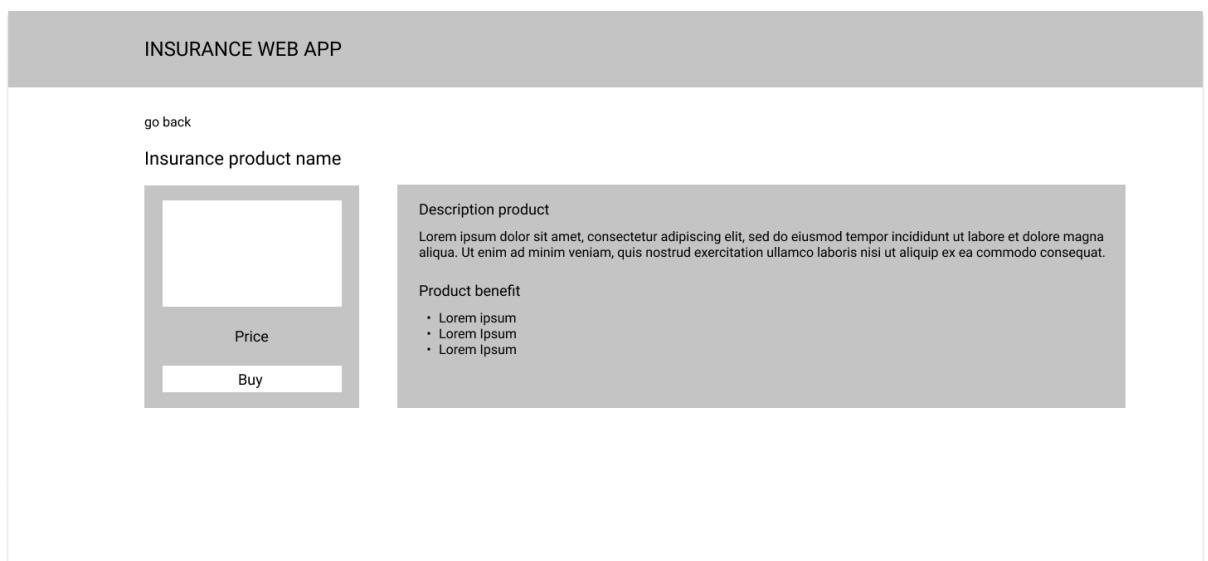 INSURANCE WEB APP
go back
Insurance product name
Price
Buy
Description product
Lorem ipsum dolor sit amet, consectetur adipiscing elit, sed do eiusmod tempor incididunt ut labore et dolore magna
aliqua. Ut enim ad minim veniam, quis nostrud exercitation ullamco laboris nisi ut aliquip ex ea commodo consequat.
Product benefit
• Lorem ipsum
• Lorem Ipsum
• Lorem Ipsum